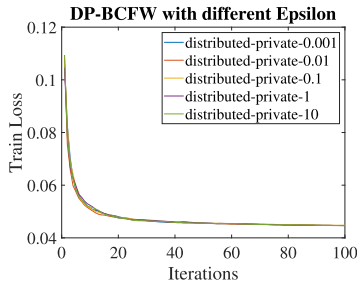 DP-BCFW with different Epsilon
0.12
0.1
0.08
0.06
0.04
Train Loss
distributed-private-0.001
distributed-private-0.01
distributed-private-0.1
distributed-private-1
distributed-private-10
0 20 40 60 80 100
Iterations